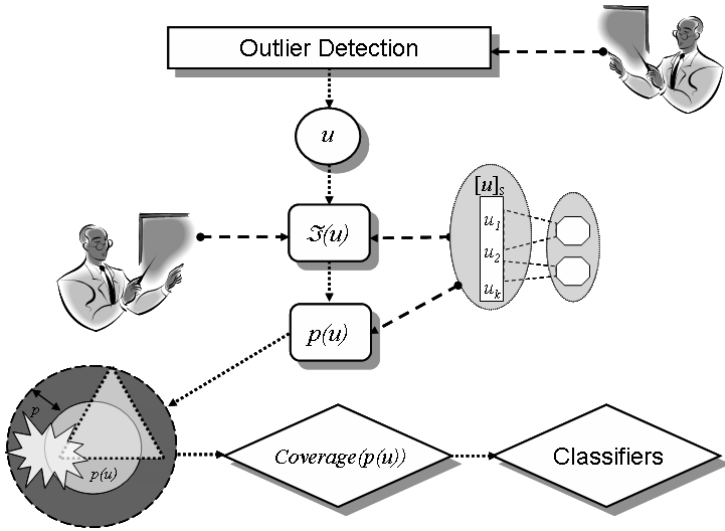 Outlier Detection
u
[u]s
u1
u2
uk
ℑ(u)
p(u)
p
p(u)
Coverage(p(u))
Classifiers